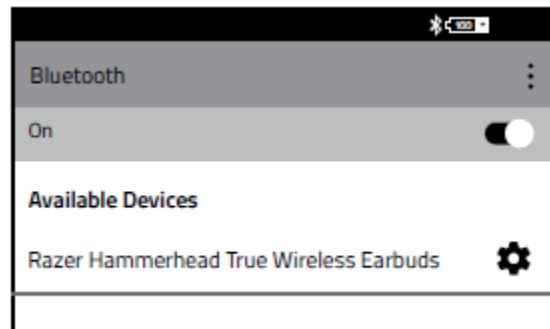 100
Bluetooth
On
Available Devices
Razer Hammerhead True Wireless Earbuds